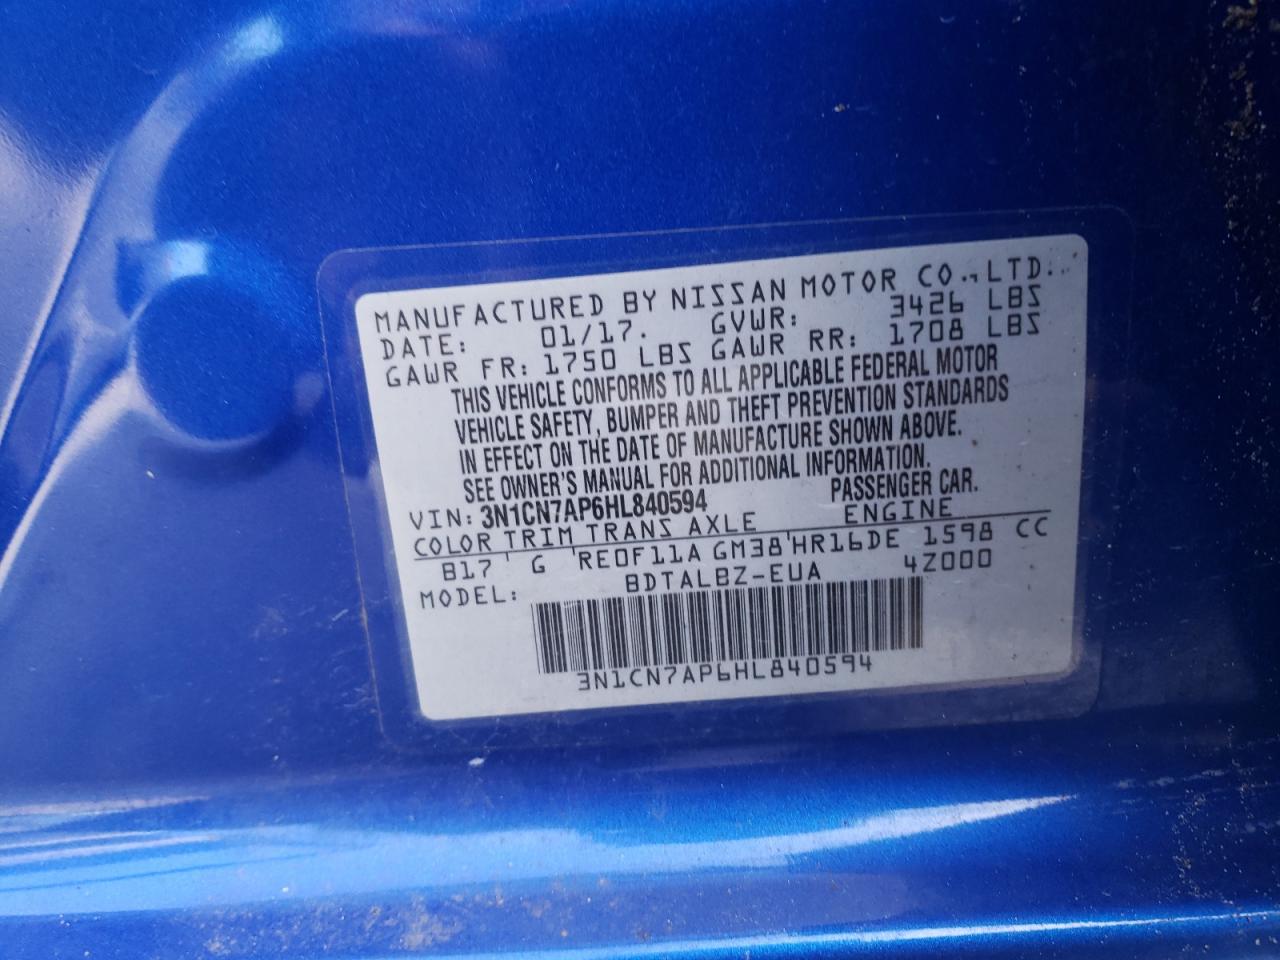 MANUFACTURED BY NISSAN MOTOR CO.,LTD.
DATE: 01/17. GVWR: 3426 LBS
GAWR FR: 1750 LBS GAWR RR: 1708 LBS
THIS VEHICLE CONFORMS TO ALL APPLICABLE FEDERAL MOTOR
VEHICLE SAFETY, BUMPER AND THEFT PREVENTION STANDARDS
IN EFFECT ON THE DATE OF MANUFACTURE SHOWN ABOVE.
SEE OWNER'S MANUAL FOR ADDITIONAL INFORMATION.
VIN: 3N1CN7AP6HL840594 PASSENGER CAR.
COLOR TRIM TRANS AXLE ENGINE
B17 G RE0F11A GM38 HR16DE 1598 CC
MODEL: BDTALBZ-EUA 4Z000
3N1CN7AP6HL840594